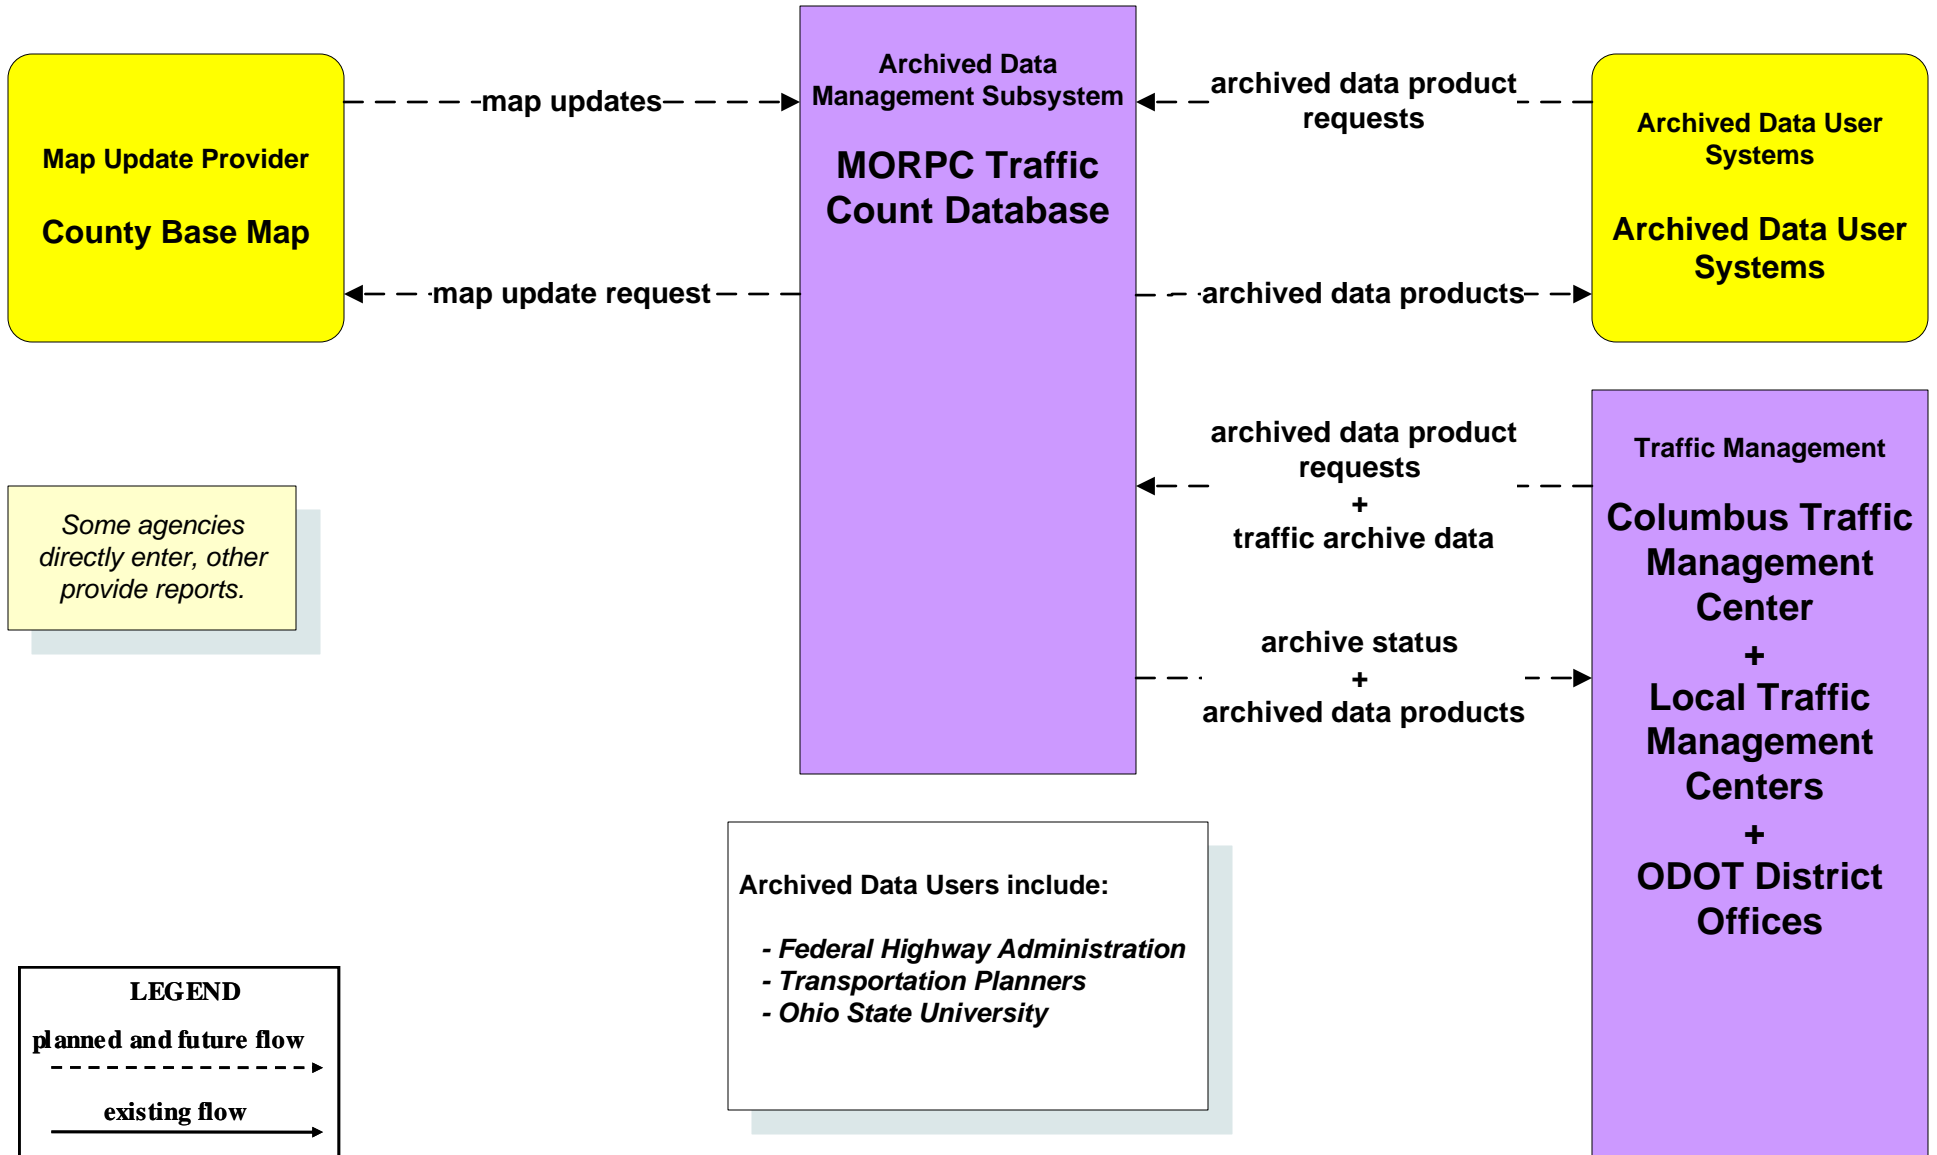 Map Update Provider
County Base Map
map updates
map update request
Archived Data
Management Subsystem
MORPC Traffic
Count Database
archived data product
requests
archived data products
Archived Data User
Systems
Archived Data User
Systems
archived data product
requests
+
traffic archive data
archive status
+
archived data products
Traffic Management
Columbus Traffic
Management
Center
+
Local Traffic
Management
Centers
+
ODOT District
Offices
Some agencies
directly enter, other
provide reports.
Archived Data Users include:
- Federal Highway Administration
- Transportation Planners
- Ohio State University
LEGEND
planned and future flow
existing flow